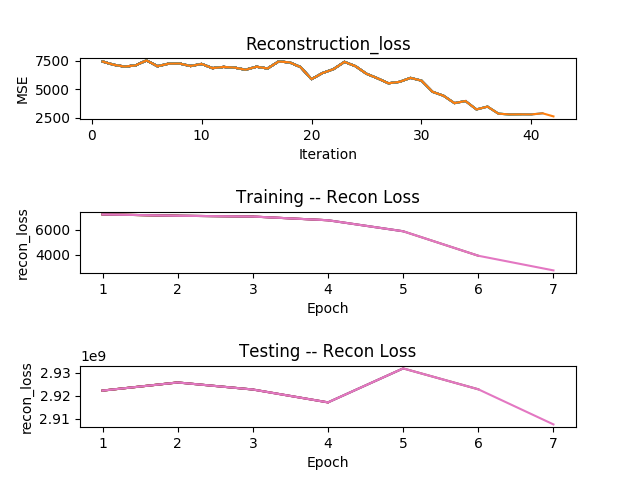 Reconstruction_loss
7500
5000
2500
MSE
0 10 20 30 40
Iteration
Training -- Recon Loss
6000
4000
recon_loss
1 2 3 4 5 6 7
Epoch
Testing -- Recon Loss
1e9
2.93
2.92
2.91
recon_loss
1 2 3 4 5 6 7
Epoch